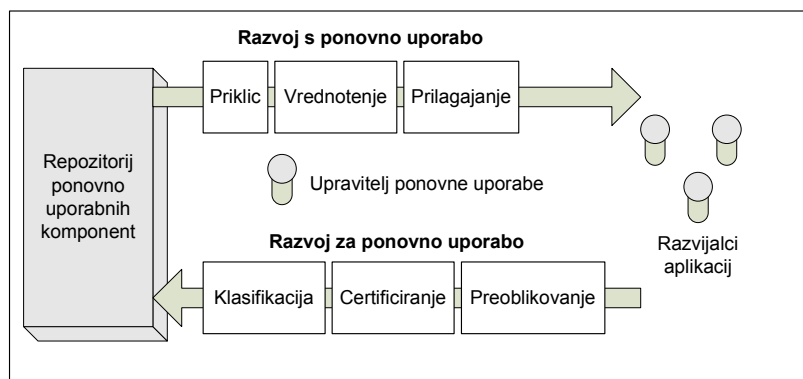 Razvoj s ponovno uporabo
Priklic
Vrednotenje
Prilagajanje
Repozitorij
ponovno
uporabnih
komponent
Upravitelj ponovne uporabe
Razvoj za ponovno uporabo
Klasifikacija
Certificiranje
Preoblikovanje
Razvijalci
aplikacij